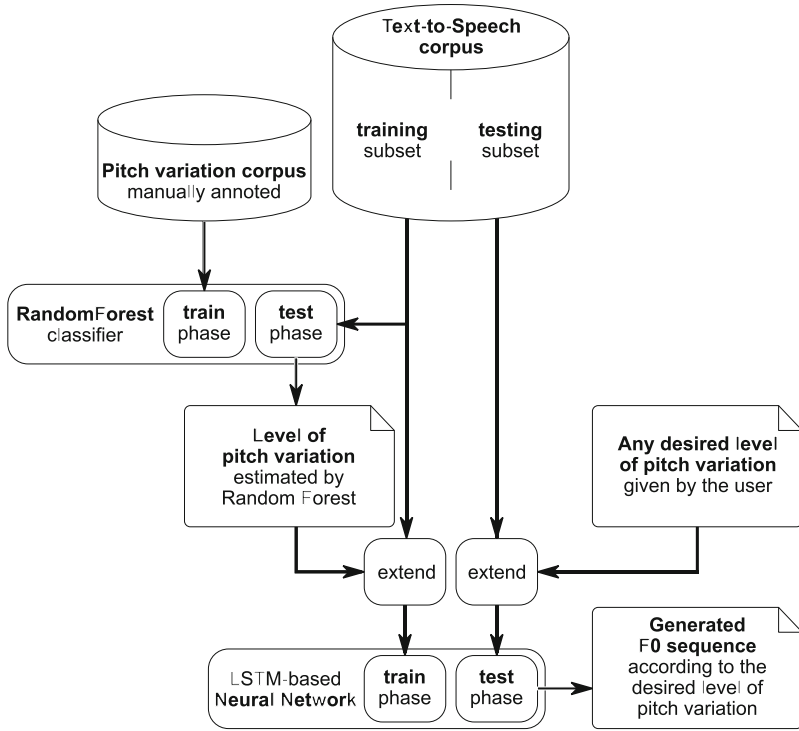 Text-to-Speech
corpus
training
subset
testing
subset
Pitch variation corpus
manually annoted
RandomForest
classifier
train
phase
test
phase
Level of
pitch variation
estimated by
Random Forest
Any desired level
of pitch variation
given by the user
extend
extend
LSTM-based
Neural Network
train
phase
test
phase
Generated
F0 sequence
according to the
desired level of
pitch variation